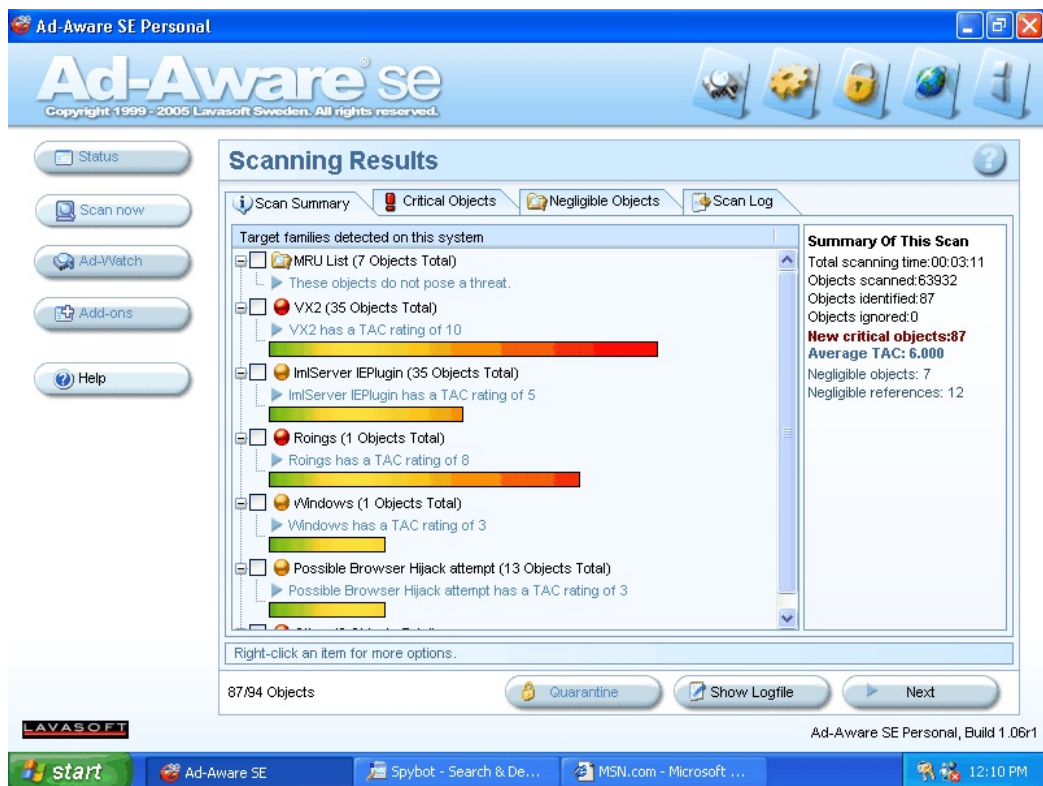 Ad-Aware SE Personal
Ad-Aware® SE
Copyright 1999 - 2005 Lavasoft Sweden. All rights reserved.
Status
Scan now
Ad-Watch
Add-ons
Help
Scanning Results
?
Scan Summary
Critical Objects
Negligible Objects
Scan Log
Target families detected on this system
MRU List (7 Objects Total)
These objects do not pose a threat.
VX2 (35 Objects Total)
VX2 has a TAC rating of 10
ImIServer IEPlugin (35 Objects Total)
ImIServer IEPlugin has a TAC rating of 5
Roings (1 Objects Total)
Roings has a TAC rating of 8
Windows (1 Objects Total)
Windows has a TAC rating of 3
Possible Browser Hijack attempt (13 Objects Total)
Possible Browser Hijack attempt has a TAC rating of 3
Summary Of This Scan
Total scanning time:00:03:11
Objects scanned:63932
Objects identified:87
Objects ignored:0
New critical objects:87
Average TAC: 6.000
Negligible objects: 7
Negligible references: 12
Right-click an item for more options.
87/94 Objects
Quarantine
Show Logfile
Next
LAVASOFT
Ad-Aware SE Personal, Build 1.06r1
start
Ad-Aware SE
Spybot - Search & De...
MSN.com - Microsoft ...
12:10 PM